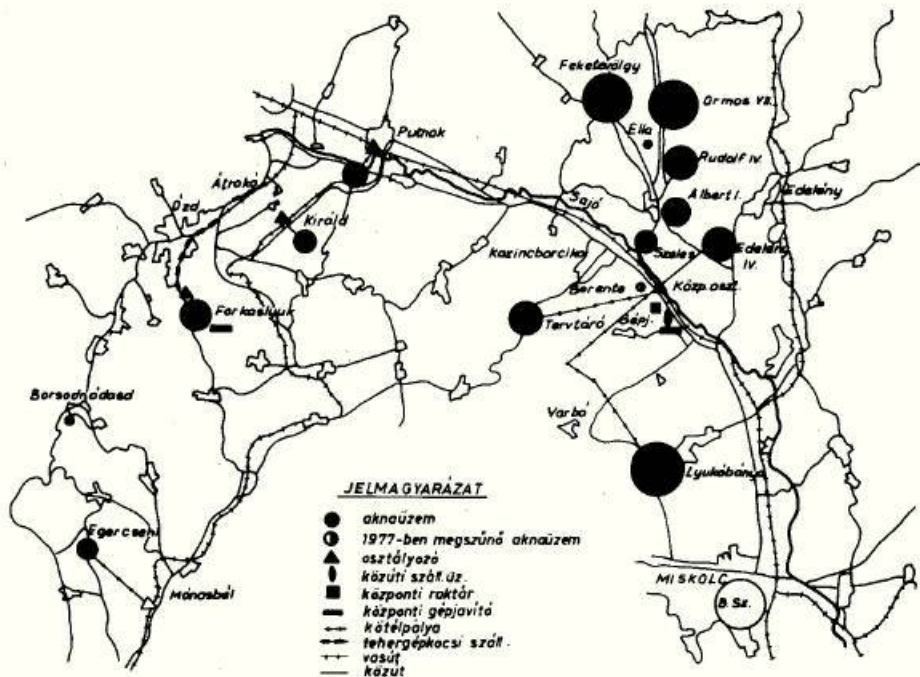 Feketevölgy
Ormos VII.
Ella
Putnok
Rudolf IV.
Albert I.
Edelény
Átrakó
Sajó
Ózd
Királd
Kazincbarcika
Szeles
Edelény
IV.
Berente
Közp. oszt.
Farkaslyuk
Tervtáró
Gépj.
Borsodnádasd
Varbó
Lyukóbánya
JELMAGYARÁZAT
aknaüzem
1977-ben megszűnő aknaüzem
osztályozó
közúti száll. üz.
központi raktár
központi gépjavító
kötélpálya
tehergépkocsi száll.
vasút
közút
Egercsehi
Mónosbél
MISKOLC
B. Sz.